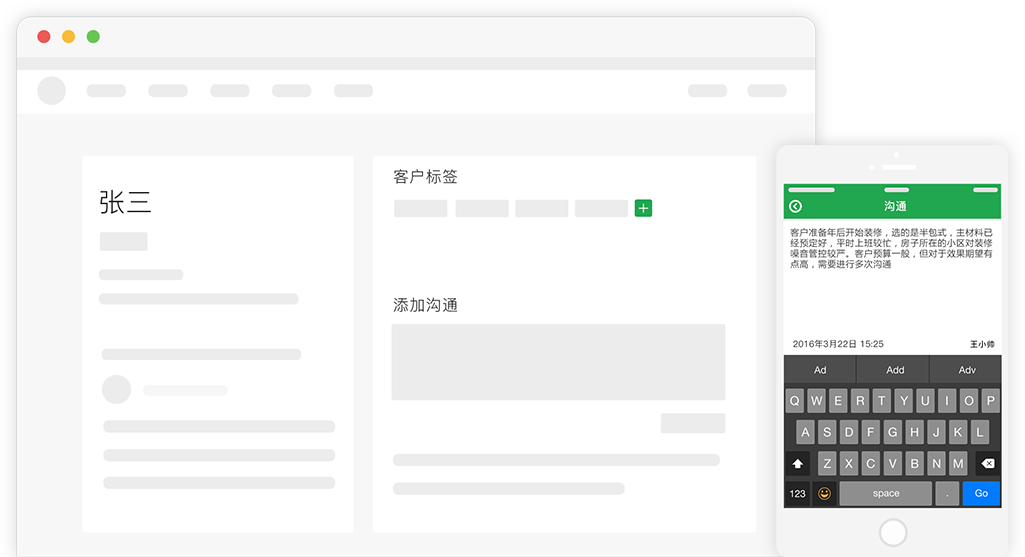 张三
客户标签
添加沟通
沟通
客户准备年后开始装修，选的是半包式，主材料已
经预定好，平时上班较忙，房子所在的小区对装修
噪音管控较严。客户预算一般，但对于效果期望有
点高，需要进行多次沟通
2016年3月22日 15:25 王小帅
Ad Add Adv
Q W E R T Y U I O P
A S D F G H J K L
Z X C V B N M
123 space . Go